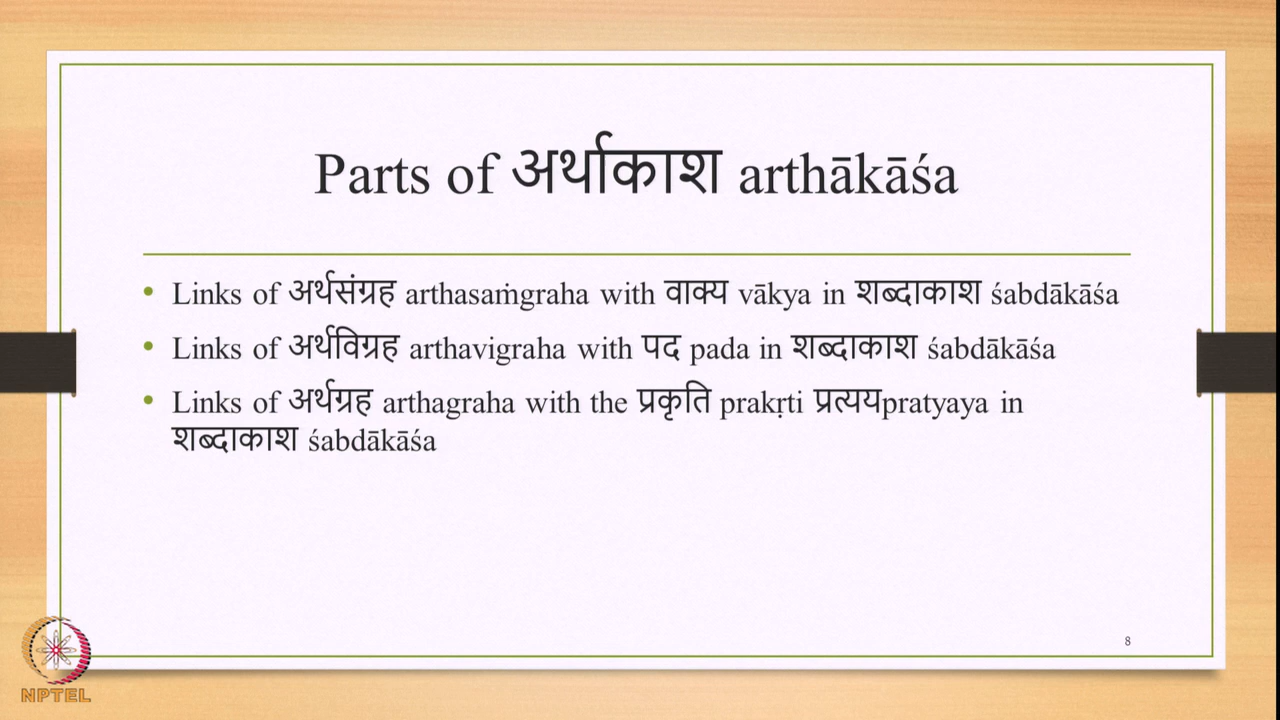 Parts of अर्थाकाश arthākāśa
• Links of अर्थसंग्रह arthasaṁgraha with वाक्य vākya in शब्दाकाश śabdākāśa
• Links of अर्थविग्रह arthavigraha with पद pada in शब्दाकाश śabdākāśa
• Links of अर्थग्रह arthagraha with the प्रकृति prakṛti प्रत्ययpratyaya in
शब्दाकाश śabdākāśa
8
NPTEL